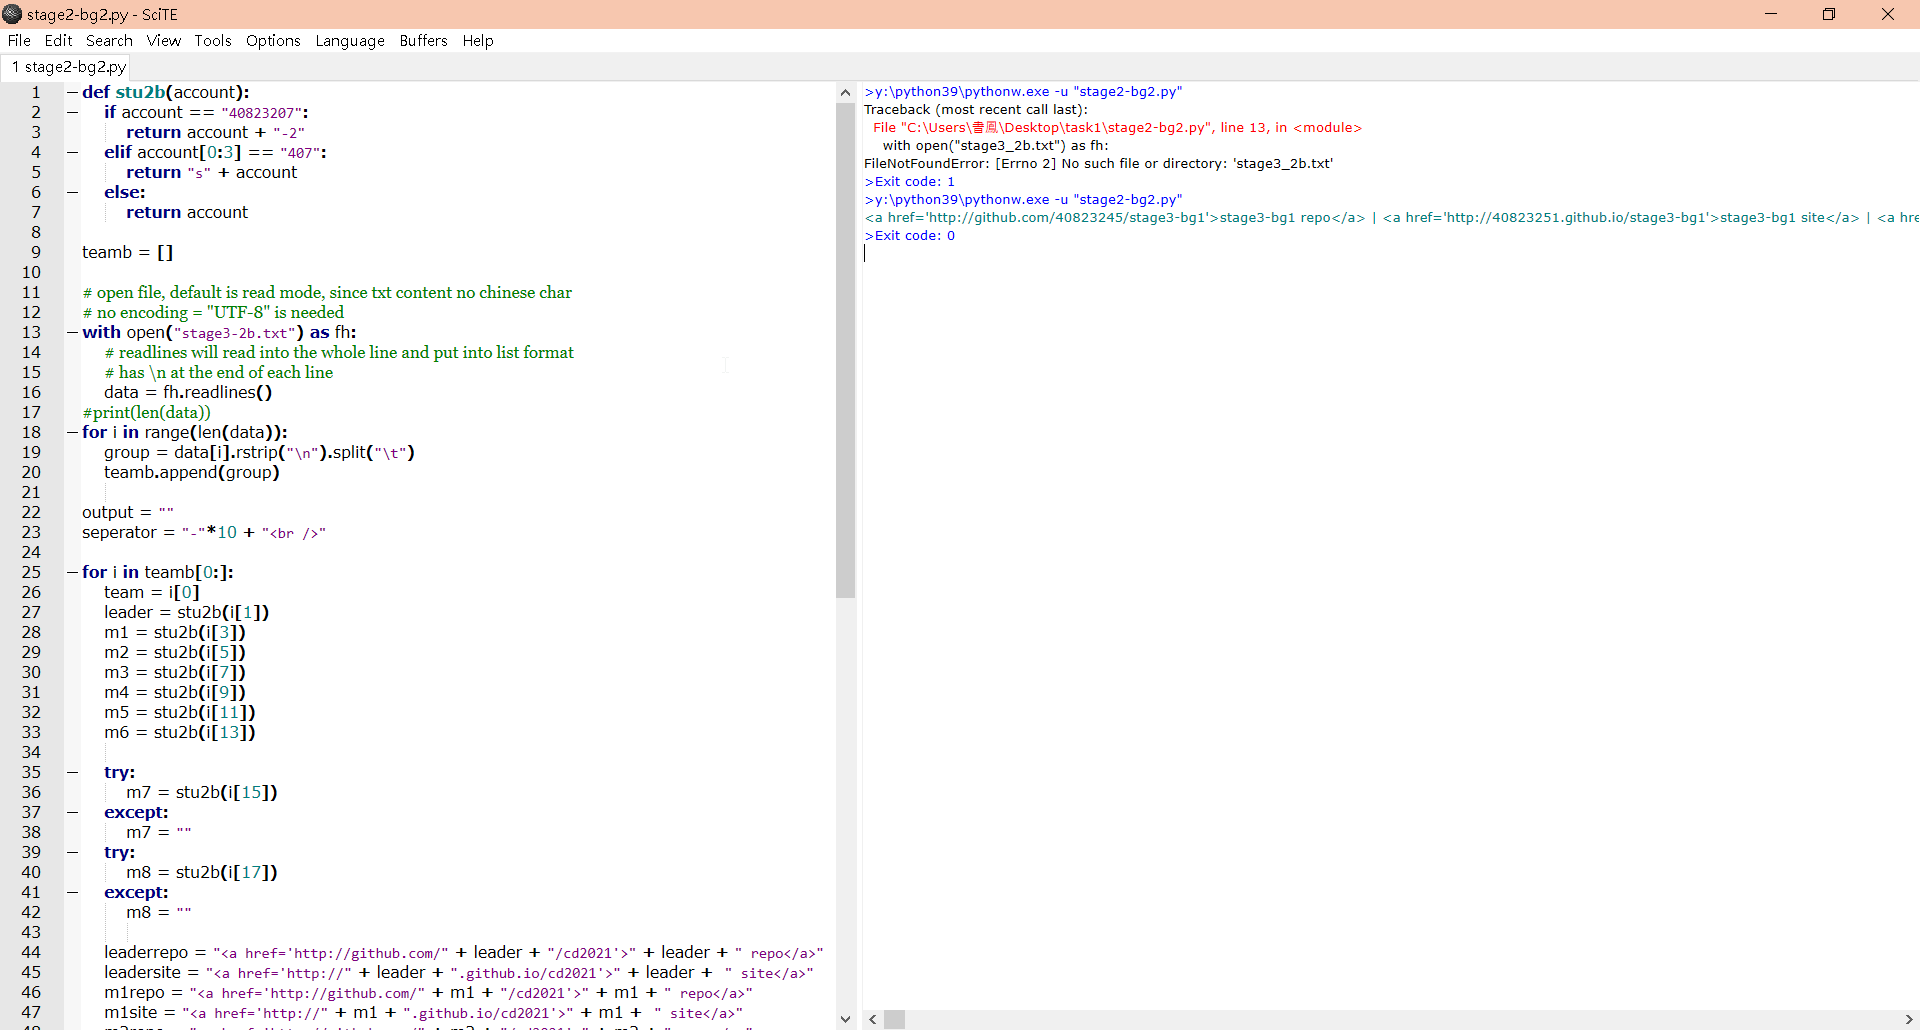 stage2-bg2.py - SciTE
File Edit Search View Tools Options Language Buffers Help
1 stage2-bg2.py
1 def stu2b(account):
2 if account == "40823207":
3 return account + "-2"
4 elif account[0:3] == "407":
5 return "s" + account
6 else:
7 return account
8
9 teamb = []
10
11 # open file, default is read mode, since txt content no chinese char
12 # no encoding = "UTF-8" is needed
13 with open("stage3-2b.txt") as fh:
14 # readlines will read into the whole line and put into list format
15 # has \n at the end of each line
16 data = fh.readlines()
17 #print(len(data))
18 for i in range(len(data)):
19 group = data[i].rstrip("\n").split("\t")
20 teamb.append(group)
21
22 output = ""
23 seperator = "-"*10 + "<br />"
24
25 for i in teamb[0:]:
26 team = i[0]
27 leader = stu2b(i[1])
28 m1 = stu2b(i[3])
29 m2 = stu2b(i[5])
30 m3 = stu2b(i[7])
31 m4 = stu2b(i[9])
32 m5 = stu2b(i[11])
33 m6 = stu2b(i[13])
34
35 try:
36 m7 = stu2b(i[15])
37 except:
38 m7 = ""
39 try:
40 m8 = stu2b(i[17])
41 except:
42 m8 = ""
43
44 leaderrepo = "<a href='http://github.com/" + leader + "/cd2021'>" + leader + " repo</a>"
45 leadersite = "<a href='http://" + leader + ".github.io/cd2021'>" + leader +  " site</a>"
46 m1repo = "<a href='http://github.com/" + m1 + "/cd2021'>" + m1 + " repo</a>"
47 m1site = "<a href='http://" + m1 + ".github.io/cd2021'>" + m1 +  " site</a>"
>y:\python39\pythonw.exe -u "stage2-bg2.py"
Traceback (most recent call last):
File "C:\Users\書鳳\Desktop\task1\stage2-bg2.py", line 13, in <module>
with open("stage3_2b.txt") as fh:
FileNotFoundError: [Errno 2] No such file or directory: 'stage3_2b.txt'
>Exit code: 1
>y:\python39\pythonw.exe -u "stage2-bg2.py"
<a href='http://github.com/40823245/stage3-bg1'>stage3-bg1 repo</a> | <a href='http://40823251.github.io/stage3-bg1'>stage3-bg1 site</a> | <a hre
>Exit code: 0